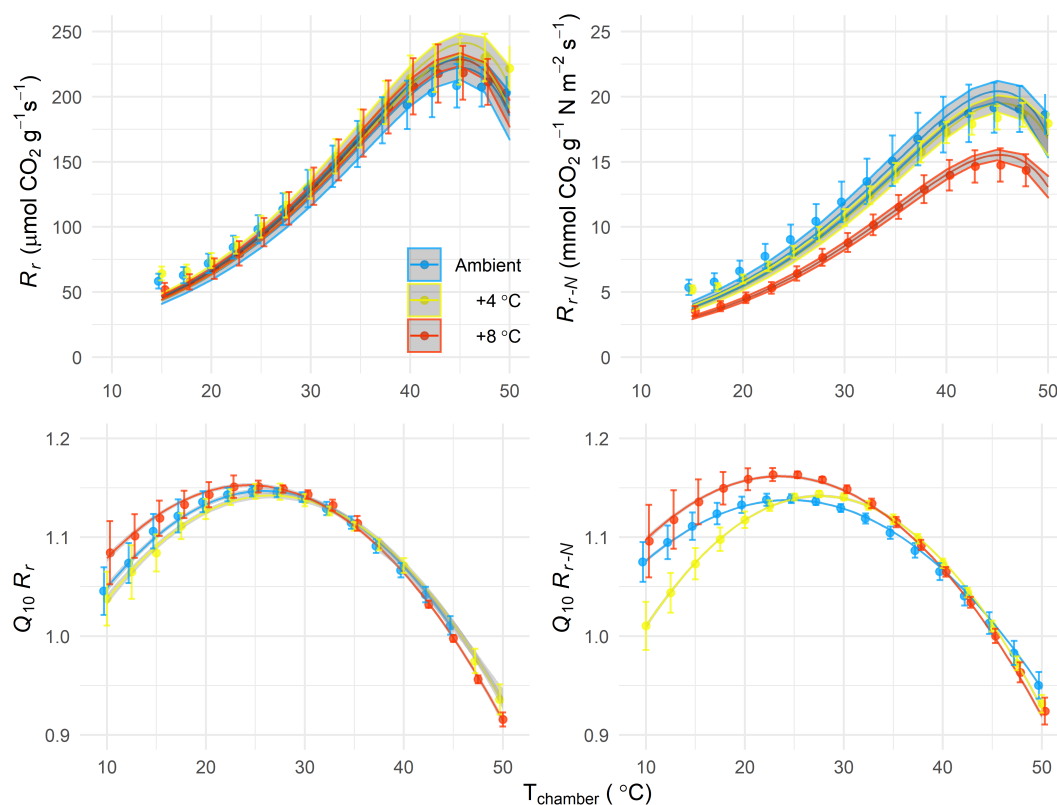 250
200
150
100
50
0
R_r (μmol CO₂ g⁻¹s⁻¹)
10 20 30 40 50
Ambient
+4 °C
+8 °C
25
20
15
10
5
0
R_r-N (mmol CO₂ g⁻¹ N m⁻² s⁻¹)
10 20 30 40 50
1.2
1.1
1.0
0.9
Q₁₀ R_r
10 20 30 40 50
1.2
1.1
1.0
0.9
Q₁₀ R_r-N
10 20 30 40 50
T_chamber ( °C)